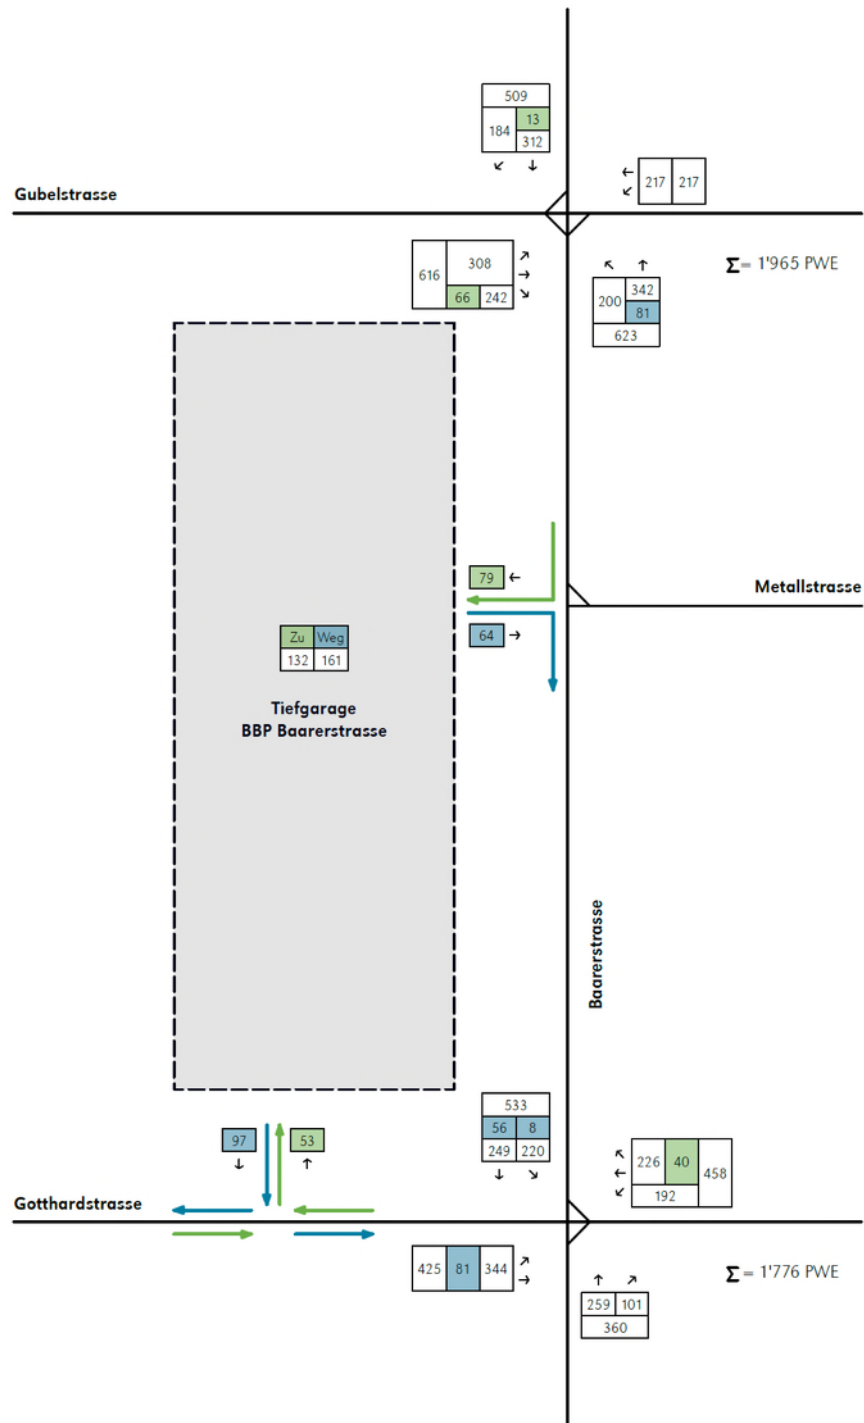 509
184 13
312
↙ ↓
← 217 217
↙
Gubelstrasse
616 308 ↗
→
66 242 ↘
↖ ↑
200 342
81
623
Σ= 1'965 PWE
79 ←
Metallstrasse
64 →
Zu Weg
132 161
Tiefgarage
BBP Baarerstrasse
Baarerstrasse
533
56 8
249 220
↓ ↘
97 53
↓ ↑
↖ 226 40 458
←
↙ 192
Gotthardstrasse
425 81 344 ↗
→
Σ= 1'776 PWE
↑ ↗
259 101
360